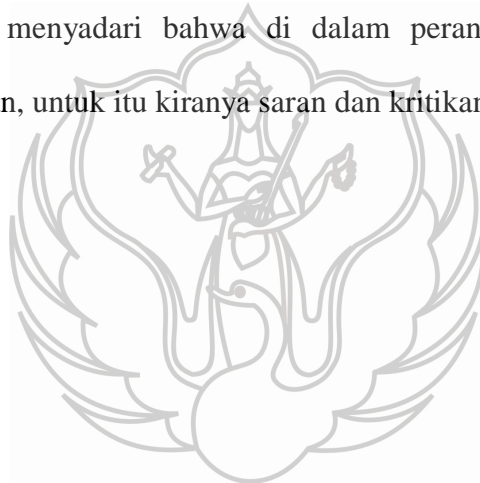 menyadari bahwa di dalam peran
n, untuk itu kiranya saran dan kritikan